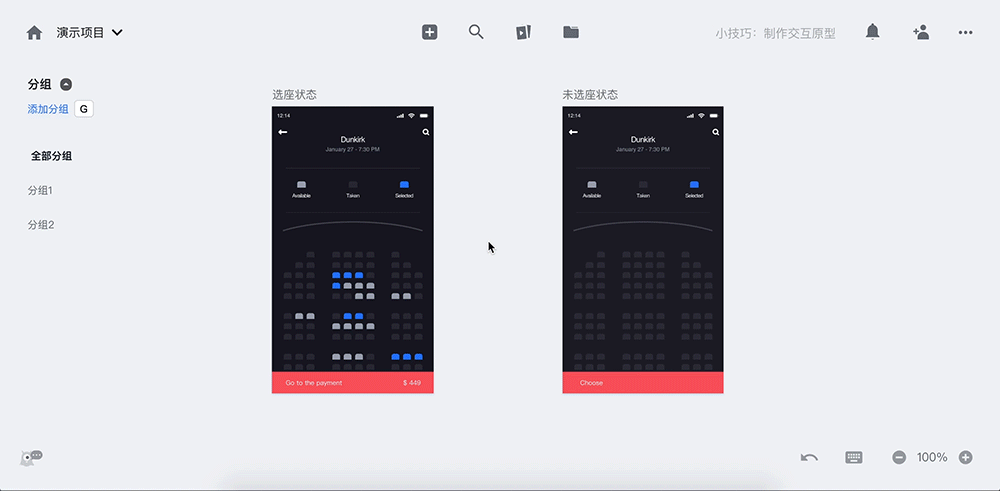 演示项目
小技巧：制作交互原型
分组
添加分组 G
全部分组
分组1
分组2
选座状态
12:14
Dunkirk
January 27 - 7:30 PM
Available Taken Selected
Go to the payment $ 449
未选座状态
12:14
Dunkirk
January 27 - 7:30 PM
Available Taken Selected
Choose
100%